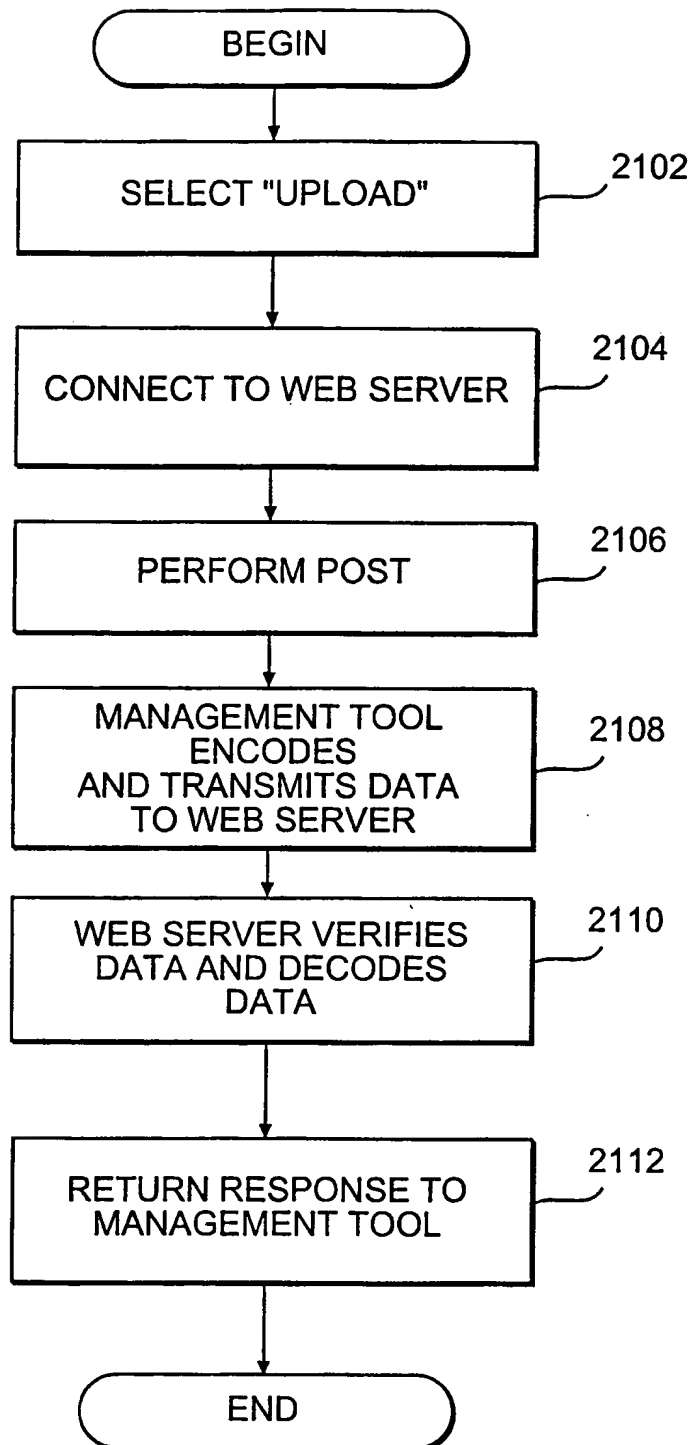 BEGIN
SELECT "UPLOAD"
2102
CONNECT TO WEB SERVER
2104
PERFORM POST
2106
MANAGEMENT TOOL
ENCODES
AND TRANSMITS DATA
TO WEB SERVER
2108
WEB SERVER VERIFIES
DATA AND DECODES
DATA
2110
RETURN RESPONSE TO
MANAGEMENT TOOL
2112
END